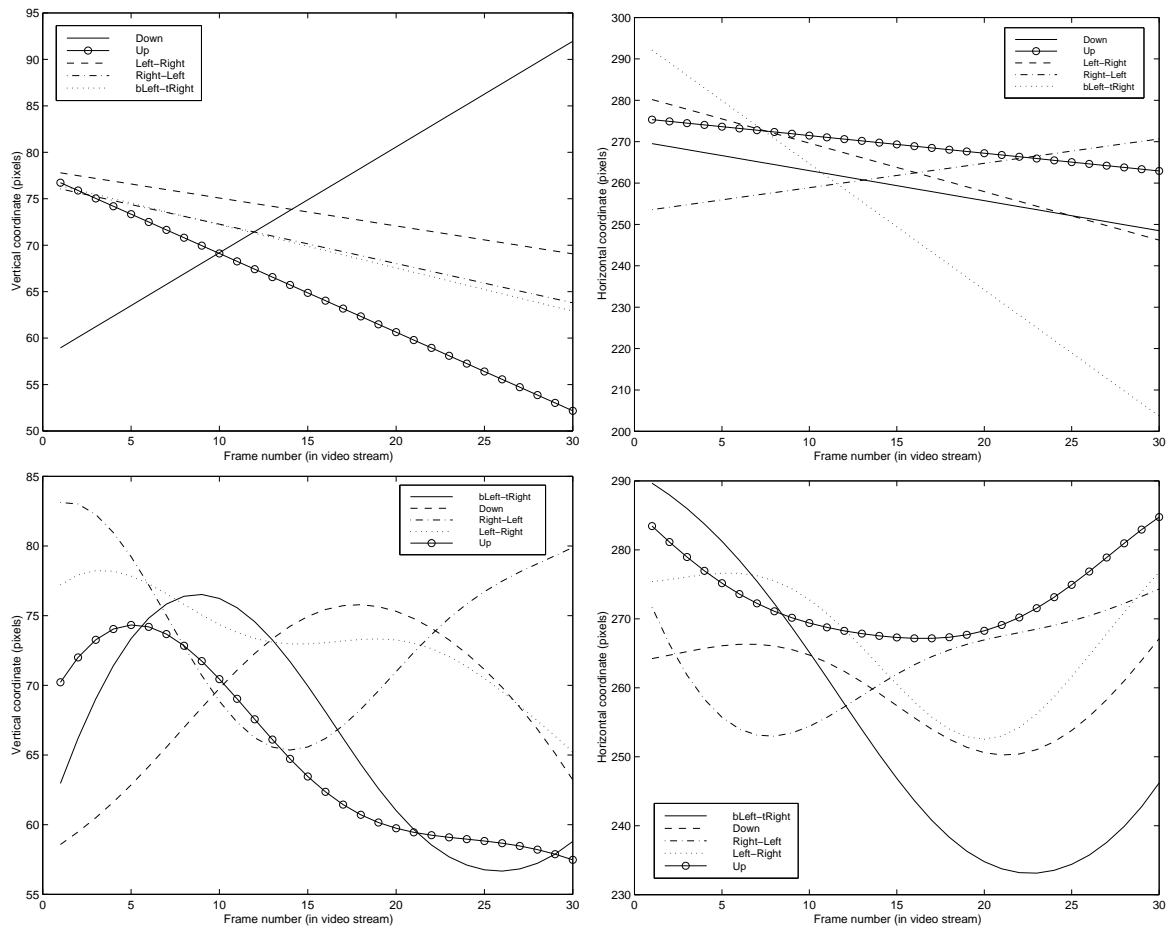 95
90
85
80
75
70
65
60
55
50
Vertical coordinate (pixels)
Down
Up
Left-Right
Right-Left
bLeft-tRight
0 5 10 15 20 25 30
Frame number (in video stream)
300
290
280
270
260
250
240
230
220
210
200
Horizontal coordinate (pixels)
Down
Up
Left-Right
Right-Left
bLeft-tRight
0 5 10 15 20 25 30
Frame number (in video stream)
85
80
75
70
65
60
55
Vertical coordinate (pixels)
bLeft-tRight
Down
Right-Left
Left-Right
Up
0 5 10 15 20 25 30
Frame number (in video stream)
290
280
270
260
250
240
230
Horizontal coordinate (pixels)
bLeft-tRight
Down
Right-Left
Left-Right
Up
0 5 10 15 20 25 30
Frame number (in video stream)